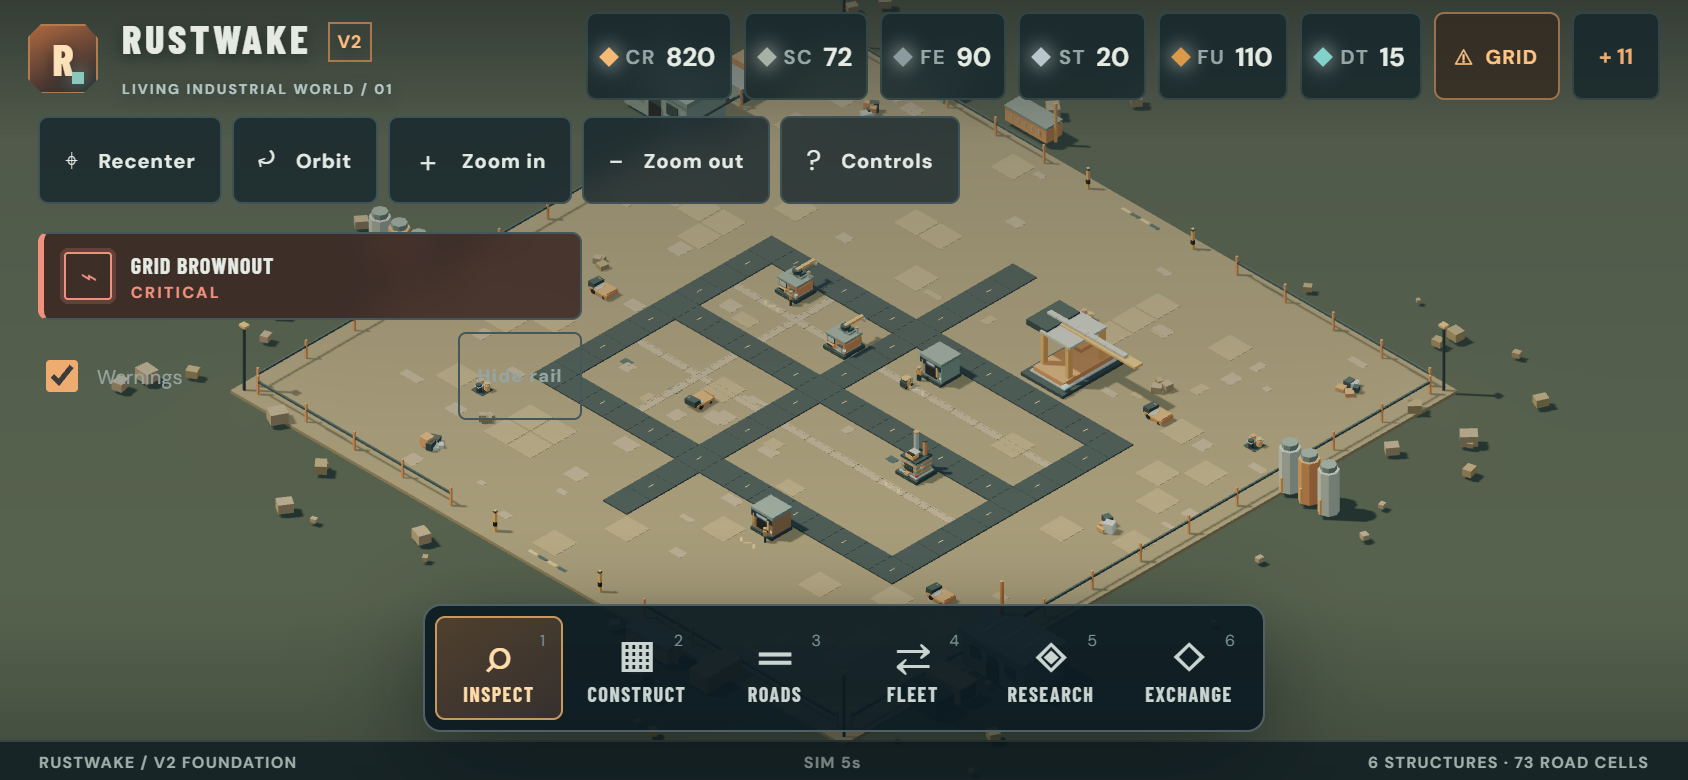 R
RUSTWAKE V2
LIVING INDUSTRIAL WORLD / 01
CR 820
SC 72
FE 90
ST 20
FU 110
DT 15
⚠ GRID
+ 11
Recenter
Orbit
+ Zoom in
− Zoom out
? Controls
GRID BROWNOUT
CRITICAL
Warnings
Hide rail
1
INSPECT
2
CONSTRUCT
3
ROADS
4
FLEET
5
RESEARCH
6
EXCHANGE
RUSTWAKE / V2 FOUNDATION
SIM 5s
6 STRUCTURES · 73 ROAD CELLS